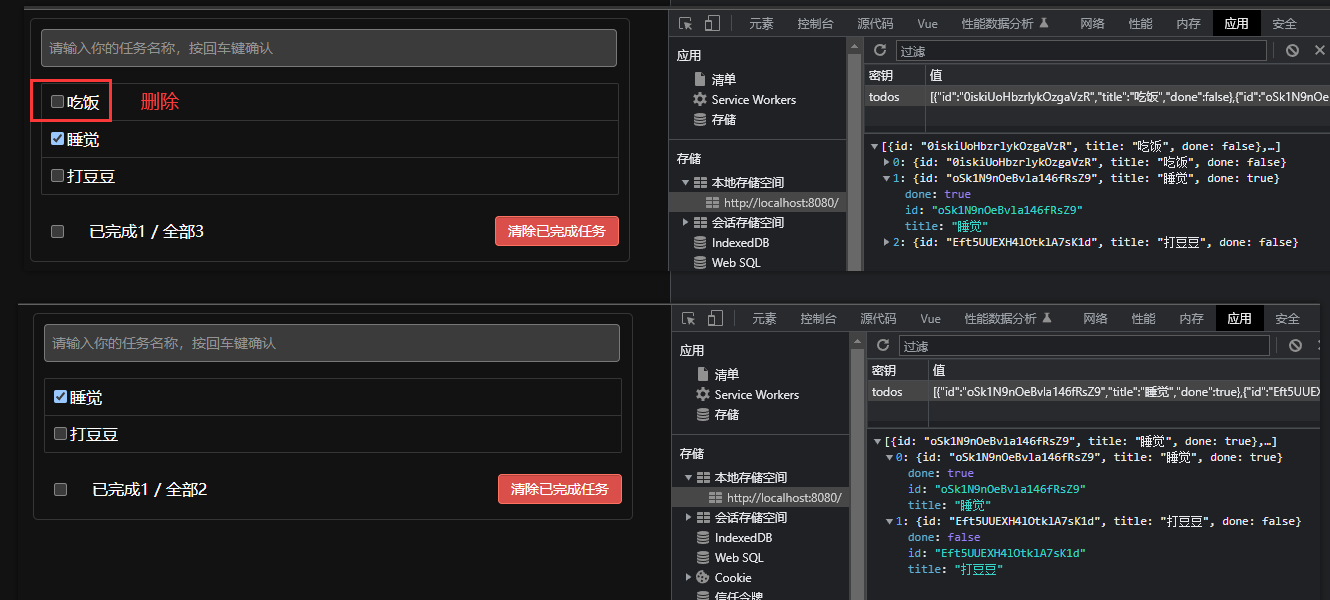 元素 控制台 源代码 Vue 性能数据分析 网络 性能 内存 应用 安全
请输入你的任务名称，按回车键确认
吃饭 删除
睡觉
打豆豆
已完成1 / 全部3 清除已完成任务
应用
清单
Service Workers
存储
存储
本地存储空间
http://localhost:8080/
会话存储空间
IndexedDB
Web SQL
过滤
密钥 值
todos [{"id":"0iskiUoHbzrlykOzgaVzR","title":"吃饭","done":false},{"id":"oSk1N9nOe
[{id: "0iskiUoHbzrlykOzgaVzR", title: "吃饭", done: false},…]
0: {id: "0iskiUoHbzrlykOzgaVzR", title: "吃饭", done: false}
1: {id: "oSk1N9nOeBvla146fRsZ9", title: "睡觉", done: true}
done: true
id: "oSk1N9nOeBvla146fRsZ9"
title: "睡觉"
2: {id: "Eft5UUEXH4lOtklA7sK1d", title: "打豆豆", done: false}
元素 控制台 源代码 Vue 性能数据分析 网络 性能 内存 应用 安全
请输入你的任务名称，按回车键确认
睡觉
打豆豆
已完成1 / 全部2 清除已完成任务
应用
清单
Service Workers
存储
存储
本地存储空间
http://localhost:8080/
会话存储空间
IndexedDB
Web SQL
Cookie
信任令牌
过滤
密钥 值
todos [{"id":"oSk1N9nOeBvla146fRsZ9","title":"睡觉","done":true},{"id":"Eft5UUEX
[{id: "oSk1N9nOeBvla146fRsZ9", title: "睡觉", done: true},…]
0: {id: "oSk1N9nOeBvla146fRsZ9", title: "睡觉", done: true}
done: true
id: "oSk1N9nOeBvla146fRsZ9"
title: "睡觉"
1: {id: "Eft5UUEXH4lOtklA7sK1d", title: "打豆豆", done: false}
done: false
id: "Eft5UUEXH4lOtklA7sK1d"
title: "打豆豆"